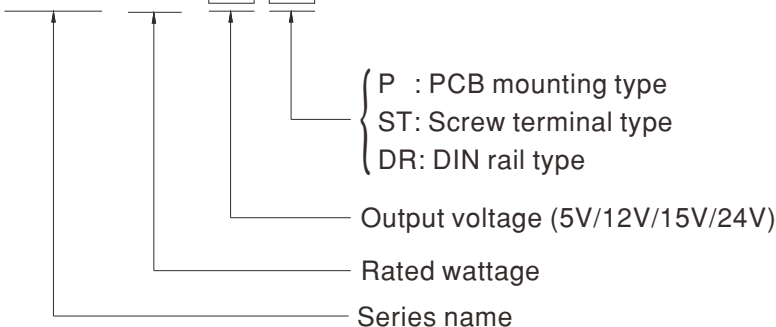 P : PCB mounting type
ST: Screw terminal type
DR: DIN rail type
Output voltage (5V/12V/15V/24V)
Rated wattage
Series name